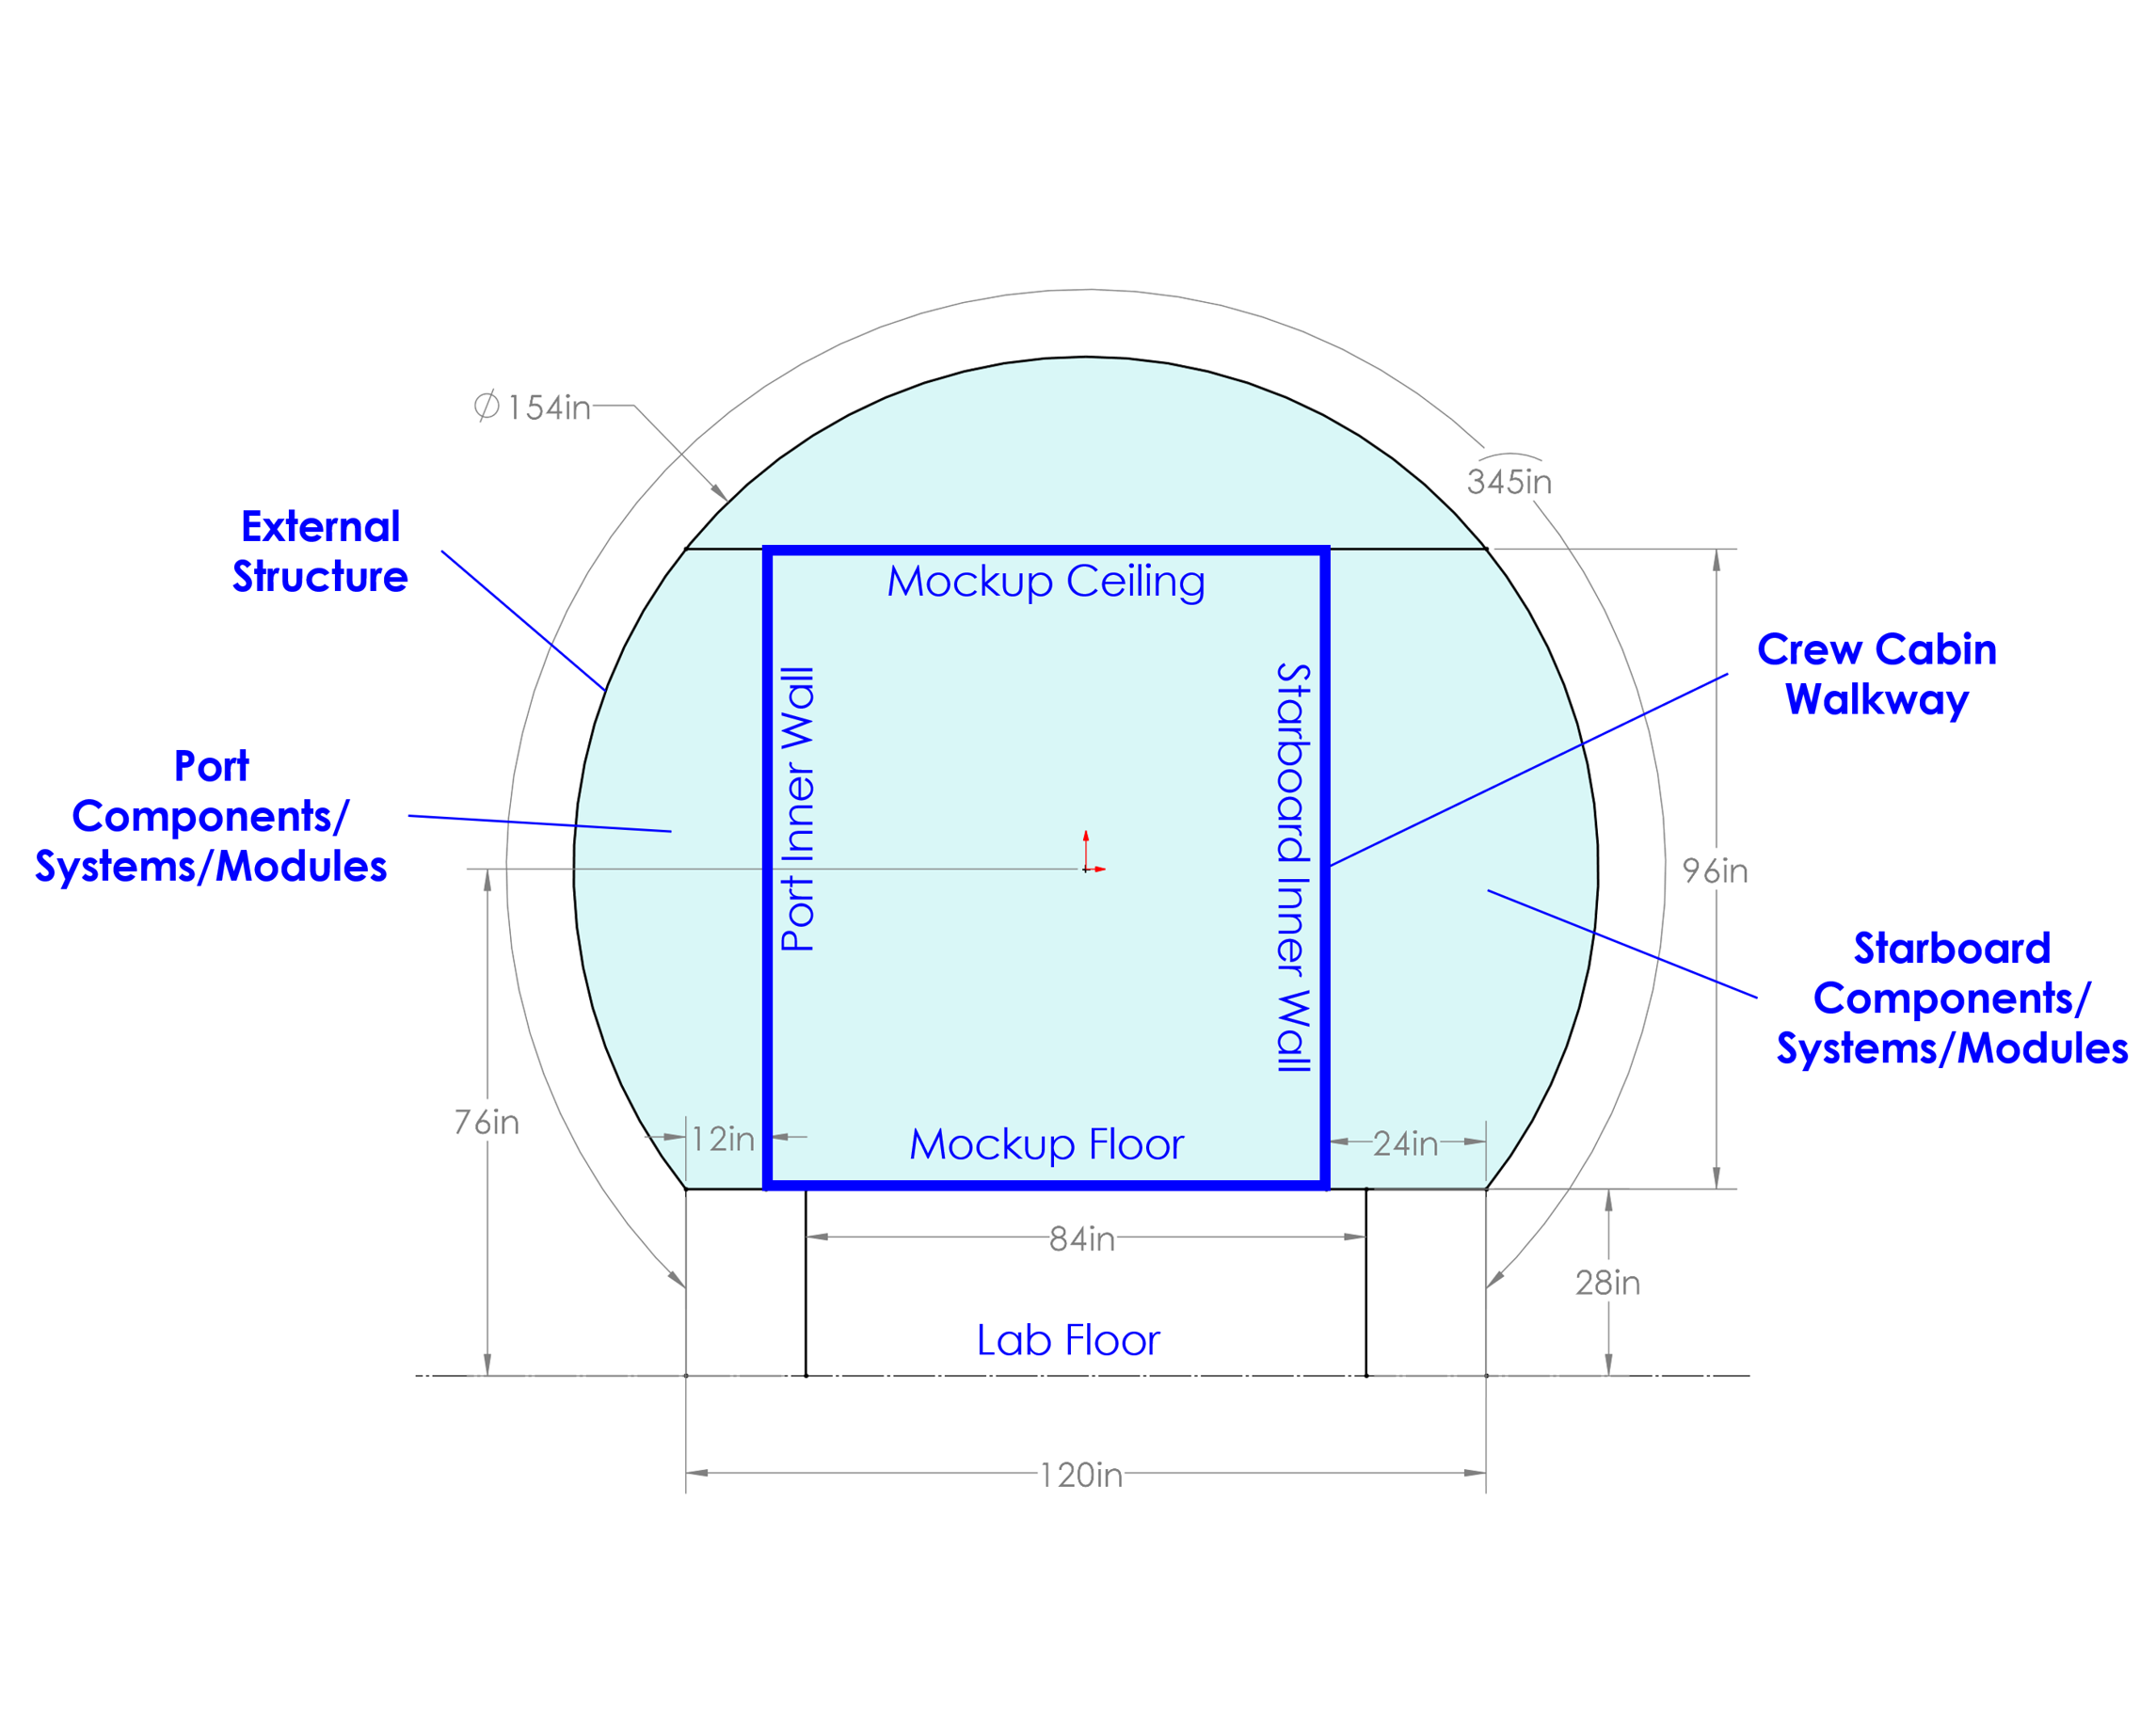 ∅154in
345in
External
Structure
Mockup Ceiling
Crew Cabin
Walkway
Port Inner Wall
Starboard Inner Wall
Port
Components/
Systems/Modules
96in
Starboard
Components/
Systems/Modules
76in
12in
Mockup Floor
24in
84in
28in
Lab Floor
120in